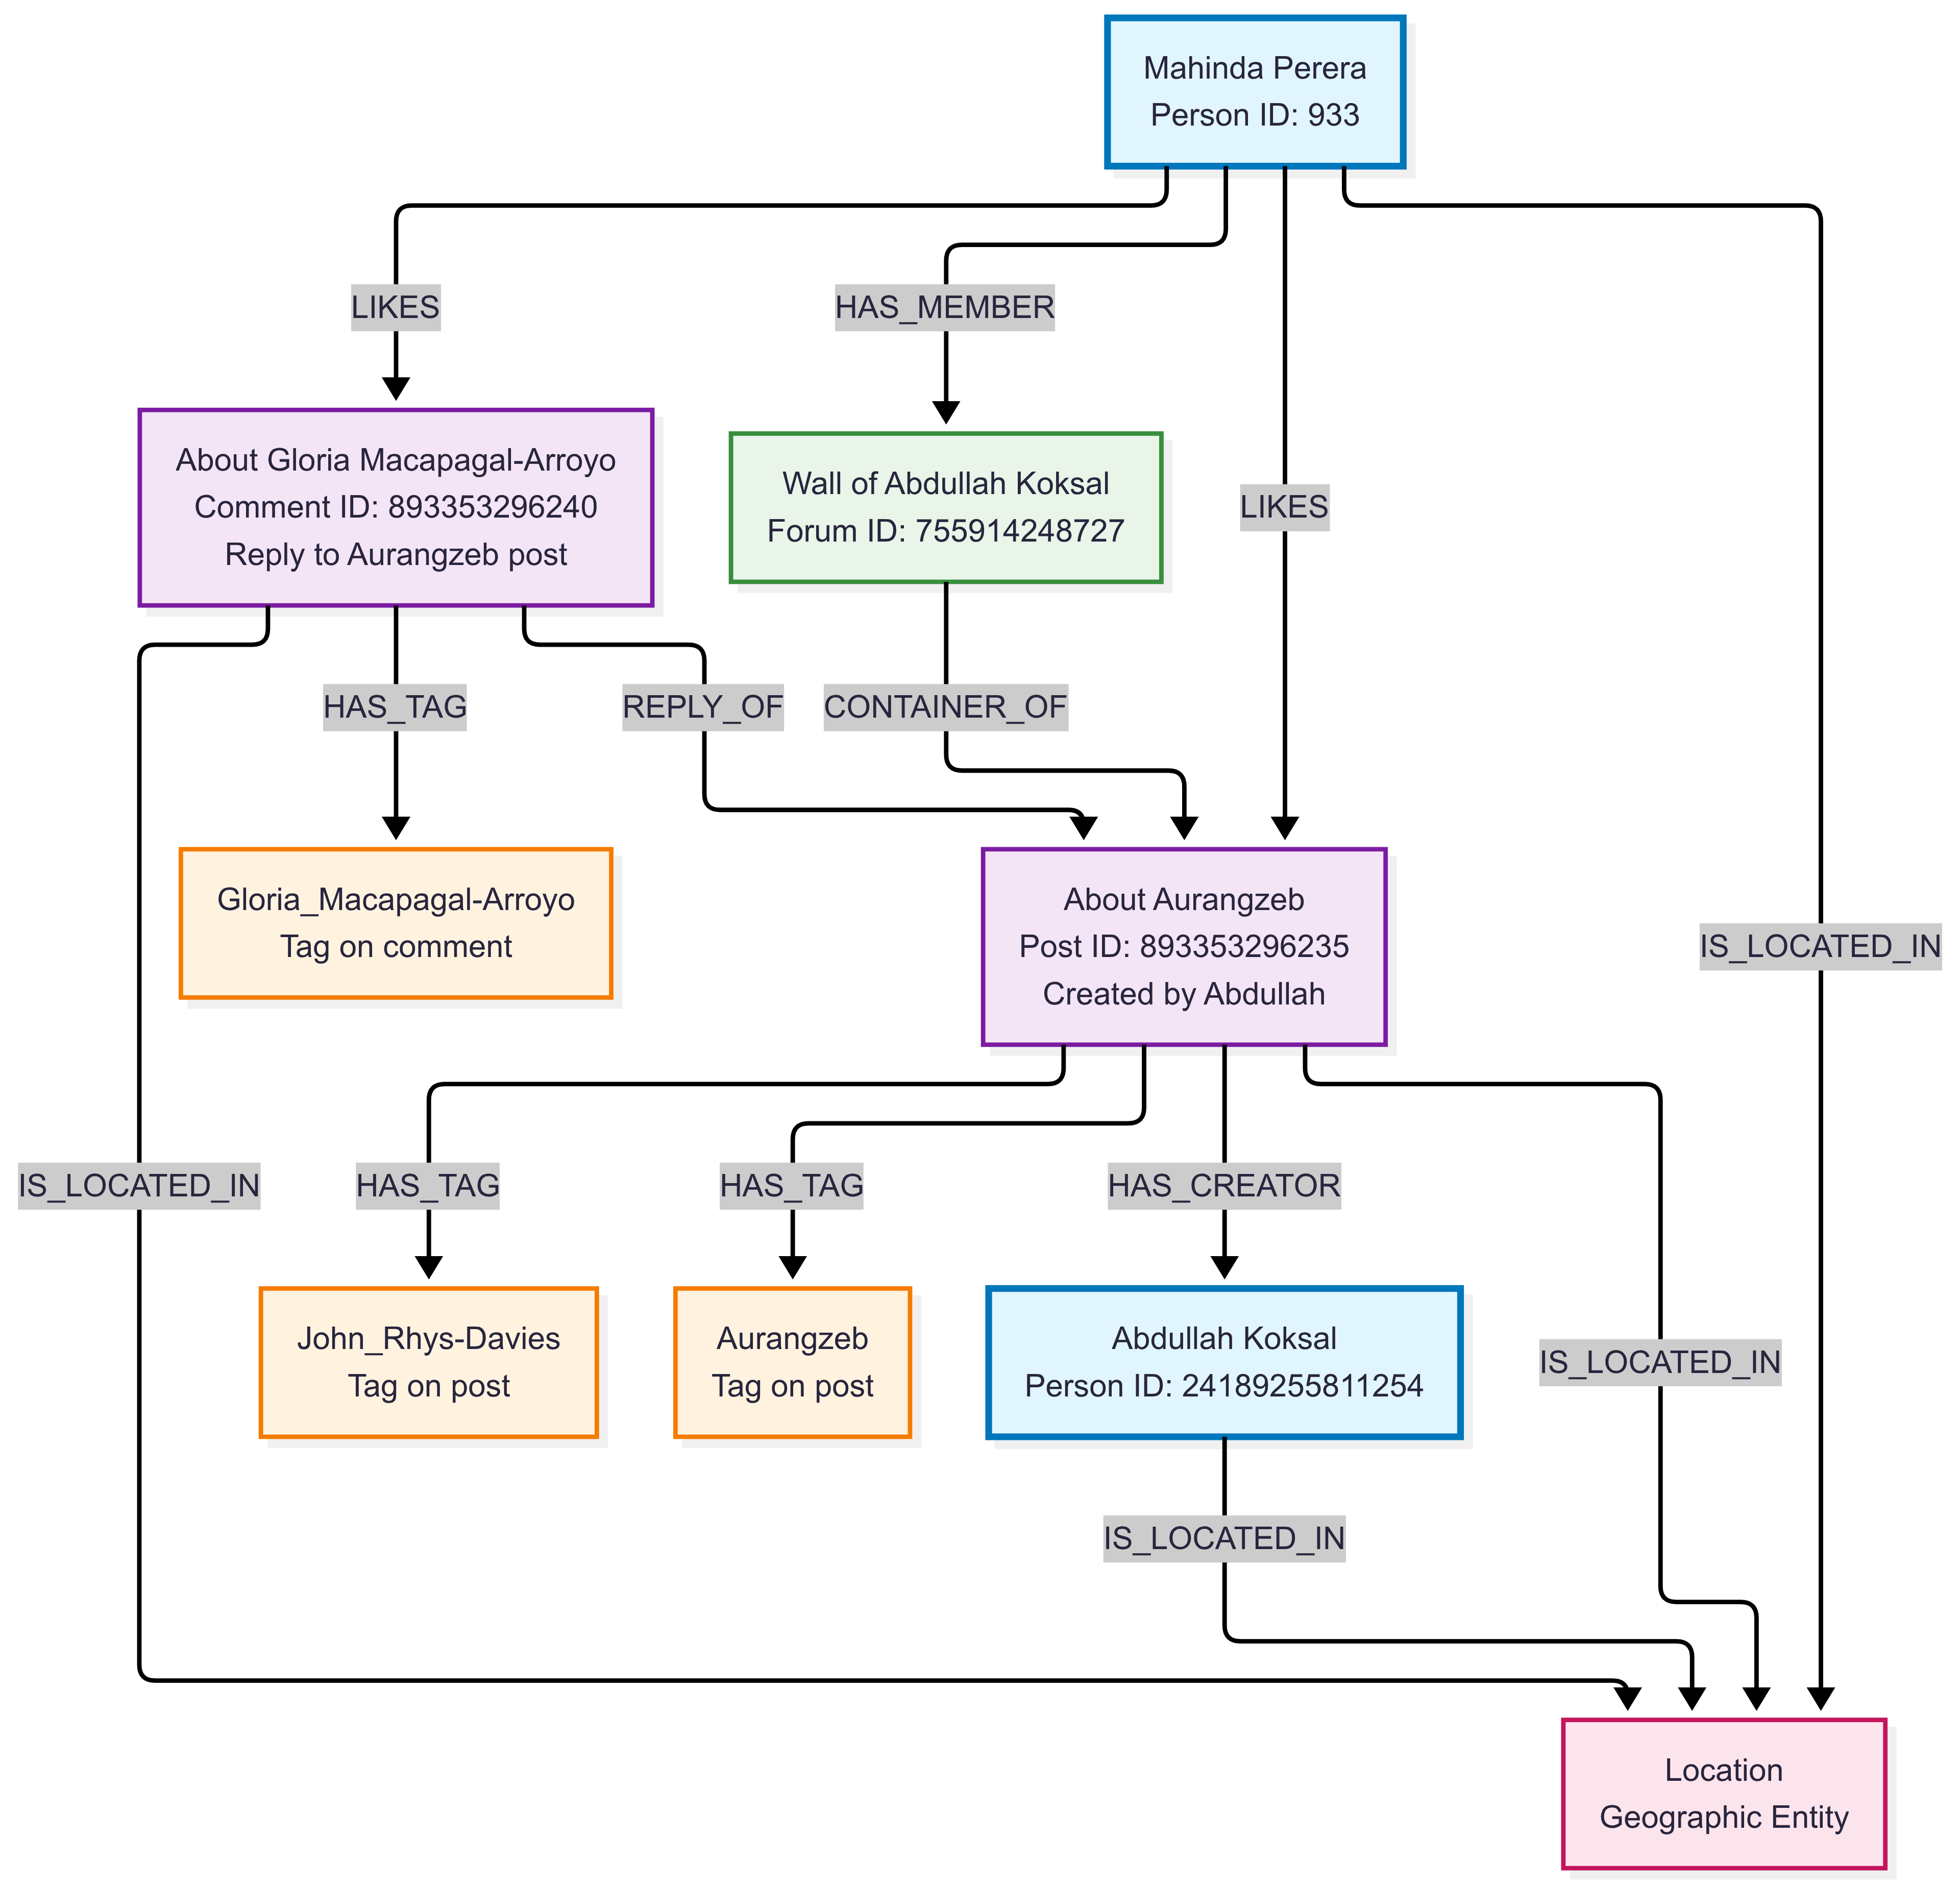 Mahinda Perera
Person ID: 933
LIKES
HAS_MEMBER
About Gloria Macapagal-Arroyo
Comment ID: 893353296240
Reply to Aurangzeb post
Wall of Abdullah Koksal
Forum ID: 755914248727
LIKES
HAS_TAG
REPLY_OF
CONTAINER_OF
Gloria_Macapagal-Arroyo
Tag on comment
About Aurangzeb
Post ID: 893353296235
Created by Abdullah
IS_LOCATED_IN
IS_LOCATED_IN
HAS_TAG
HAS_TAG
HAS_CREATOR
John_Rhys-Davies
Tag on post
Aurangzeb
Tag on post
Abdullah Koksal
Person ID: 24189255811254
IS_LOCATED_IN
IS_LOCATED_IN
Location
Geographic Entity